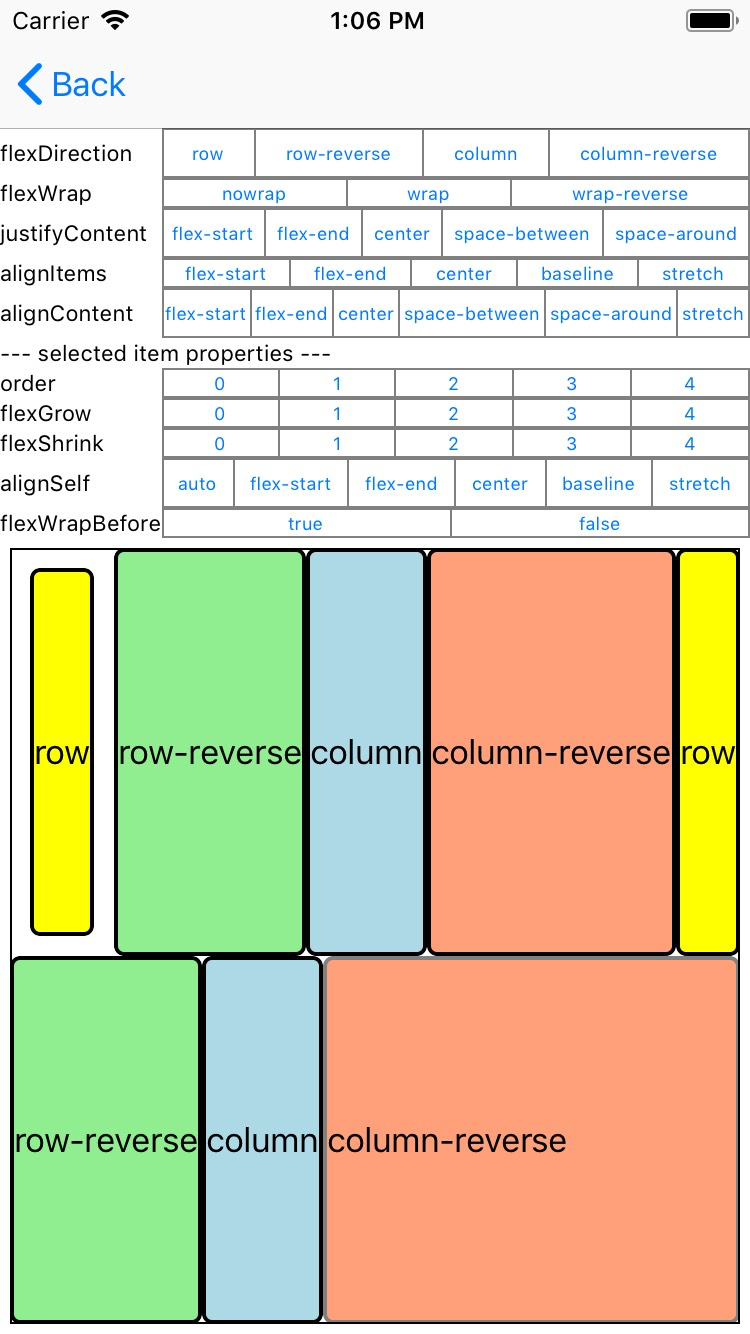 Carrier 1:06 PM
Back
flexDirection row row-reverse column column-reverse
flexWrap nowrap wrap wrap-reverse
justifyContent flex-start flex-end center space-between space-around
alignItems flex-start flex-end center baseline stretch
alignContent flex-start flex-end center space-between space-around stretch
--- selected item properties ---
order 0 1 2 3 4
flexGrow 0 1 2 3 4
flexShrink 0 1 2 3 4
alignSelf auto flex-start flex-end center baseline stretch
flexWrapBefore true false
row row-reverse column column-reverse row
row-reverse column column-reverse